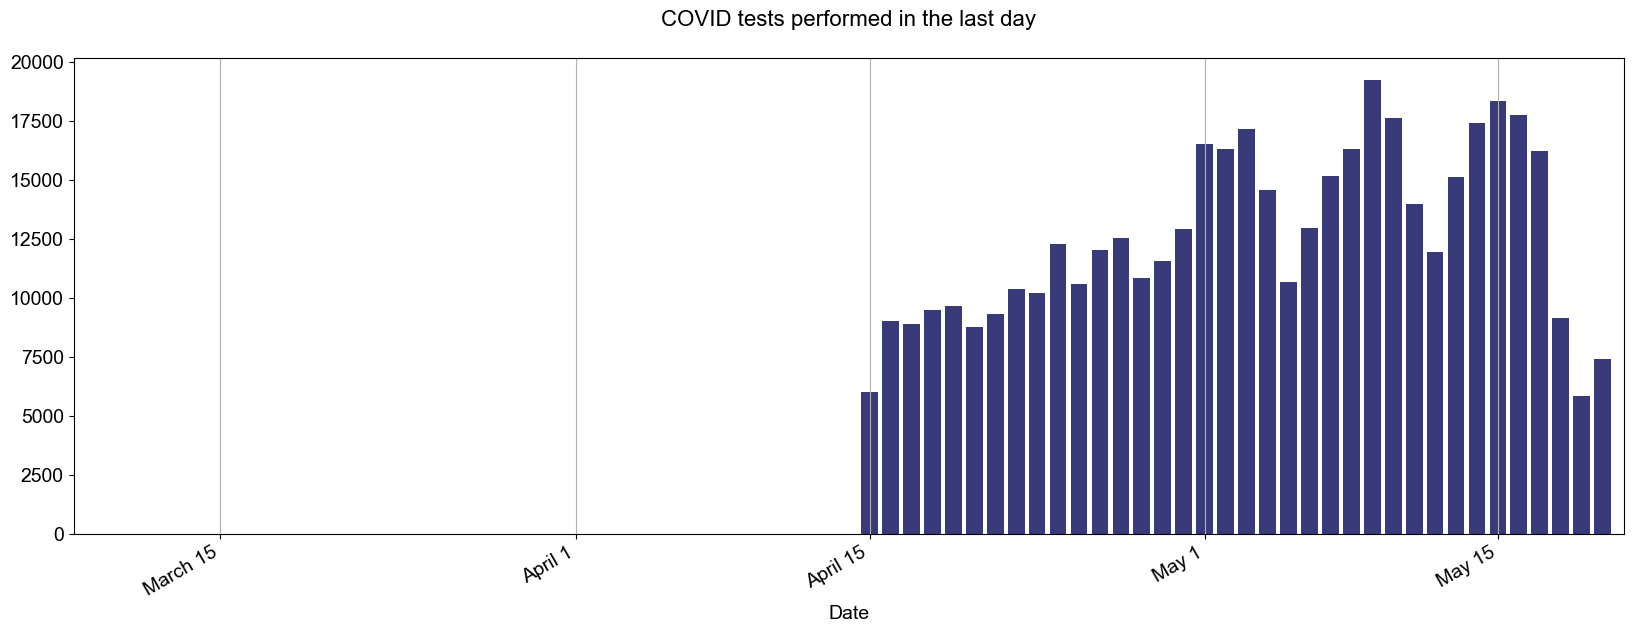 COVID tests performed in the last day
20000
17500
15000
12500
10000
7500
5000
2500
0
March 15
April 1
April 15
May 1
May 15
Date